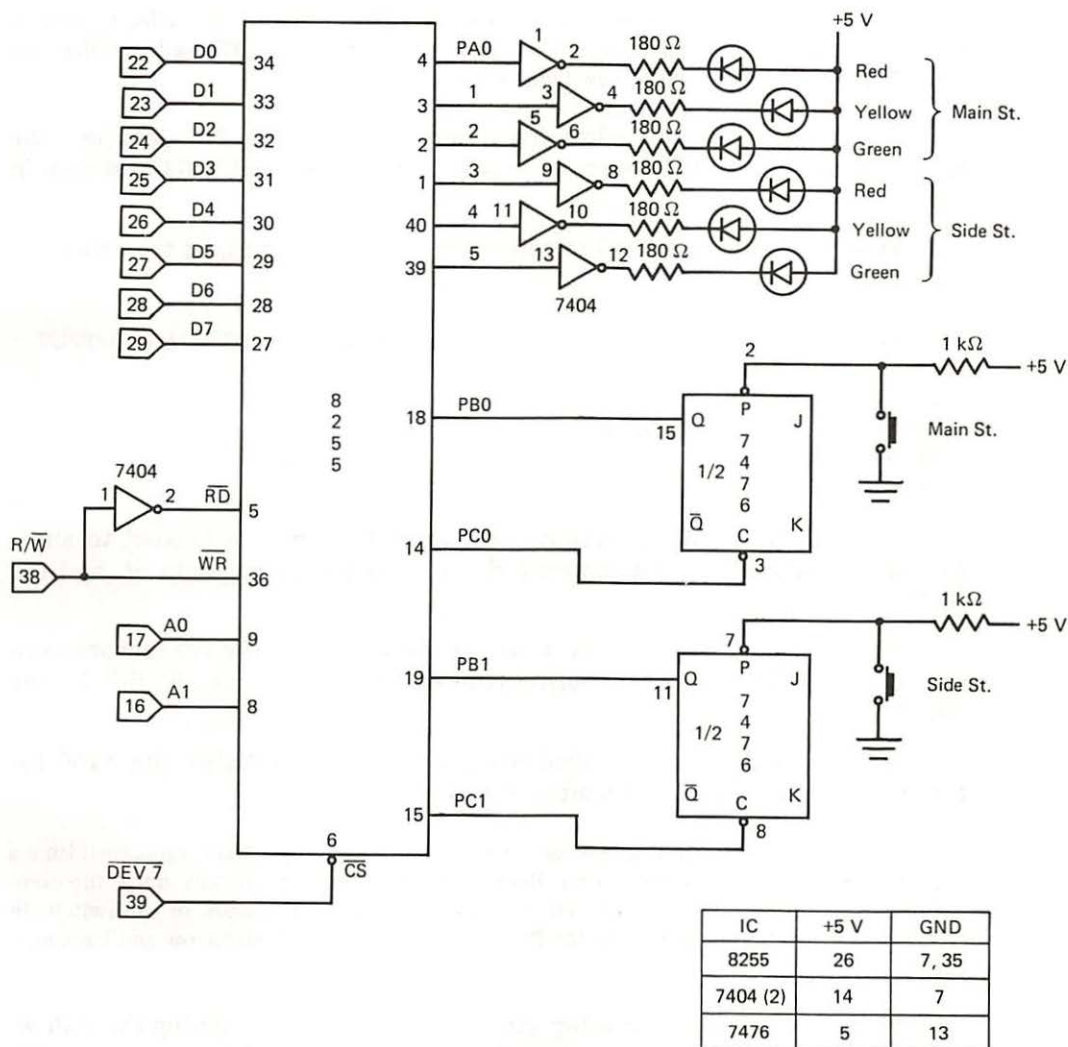 +5 V
22 D0 34
23 D1 33
24 D2 32
25 D3 31
26 D4 30
27 D5 29
28 D6 28
29 D7 27
4 PA0 1 2 180 Ω Red
3 1 3 4 180 Ω Yellow Main St.
2 2 5 6 180 Ω Green
1 3 9 8 180 Ω Red
40 4 11 10 180 Ω Yellow Side St.
39 5 13 12 180 Ω Green
7404
8
2
5
5
2 1 kΩ +5 V
18 PB0 15 Q P J Main St.
1/2 7
4
7
6
Q̅ C K
14 PC0 3
7404
1 2 R̅D̅ 5
R/W̅
38 W̅R̅ 36
17 A0 9
16 A1 8
7 1 kΩ +5 V
19 PB1 11 Q P J Side St.
1/2 7
4
7
6
Q̅ C K
15 PC1 8
6
C̅S̅
D̅E̅V̅ 7̅
39
IC +5 V GND
8255 26 7, 35
7404 (2) 14 7
7476 5 13